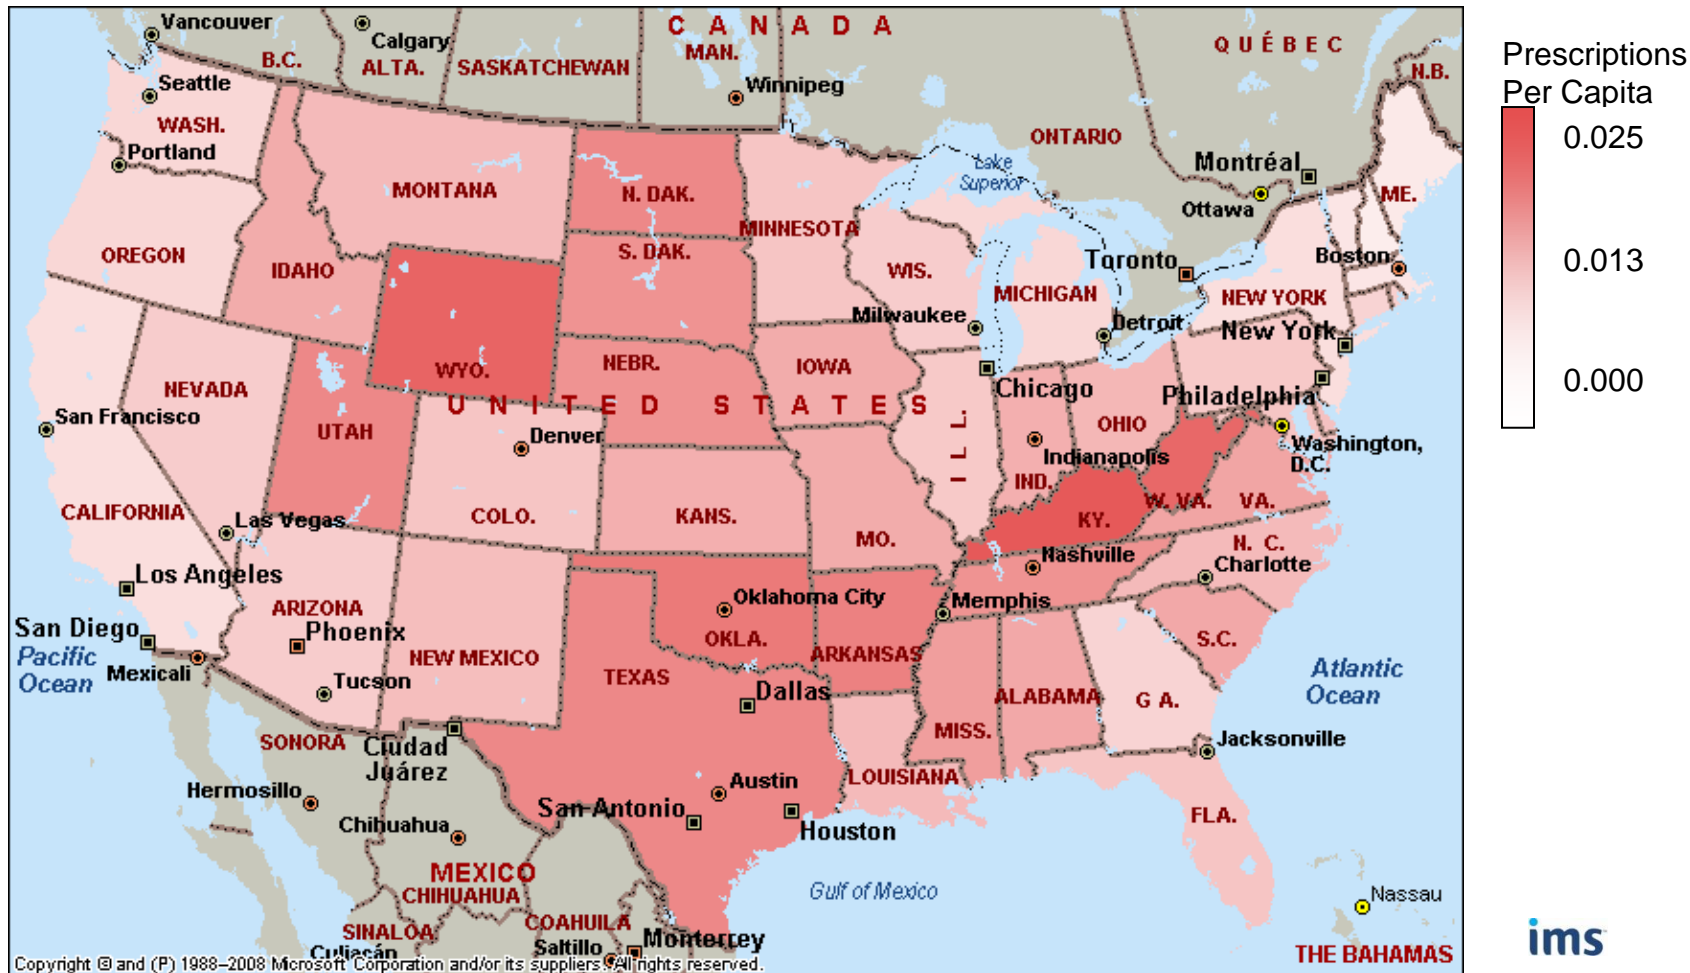 CANADA
Vancouver
Calgary
B.C.
ALTA.
SASKATCHEWAN
MAN.
Winnipeg
QUÉBEC
N.B.
ONTARIO
Seattle
WASH.
Portland
MONTANA
N. DAK.
MINNESOTA
Lake
Superior
Montréal
Ottawa
ME.
OREGON
IDAHO
S. DAK.
WIS.
MICHIGAN
Toronto
Boston
NEW YORK
Milwaukee
Detroit
New York
WYO.
NEBR.
IOWA
Chicago
Philadelphia
NEVADA
UNITED STATES
San Francisco
UTAH
Denver
ILL.
OHIO
Indianapolis
Washington,
D.C.
IND.
CALIFORNIA
Las Vegas
COLO.
KANS.
MO.
KY.
W. VA.
VA.
Nashville
N. C.
Charlotte
Los Angeles
ARIZONA
Phoenix
Oklahoma City
OKLA.
Memphis
ARKANSAS
S.C.
San Diego
Pacific
Ocean
Mexicali
Tucson
NEW MEXICO
TEXAS
Dallas
ALABAMA
G A.
MISS.
Atlantic
Ocean
SONORA
Ciudad
Juárez
Jacksonville
LOUISIANA
Hermosillo
Austin
San Antonio
Houston
FLA.
Chihuahua
MEXICO
CHIHUAHUA
Gulf of Mexico
Nassau
SINALOA
COAHUILA
Culiacán
Saltillo
Monterrey
THE BAHAMAS
Copyright © and (P) 1988–2008 Microsoft Corporation and/or its suppliers. All rights reserved.
Prescriptions
Per Capita
0.025
0.013
0.000
ims